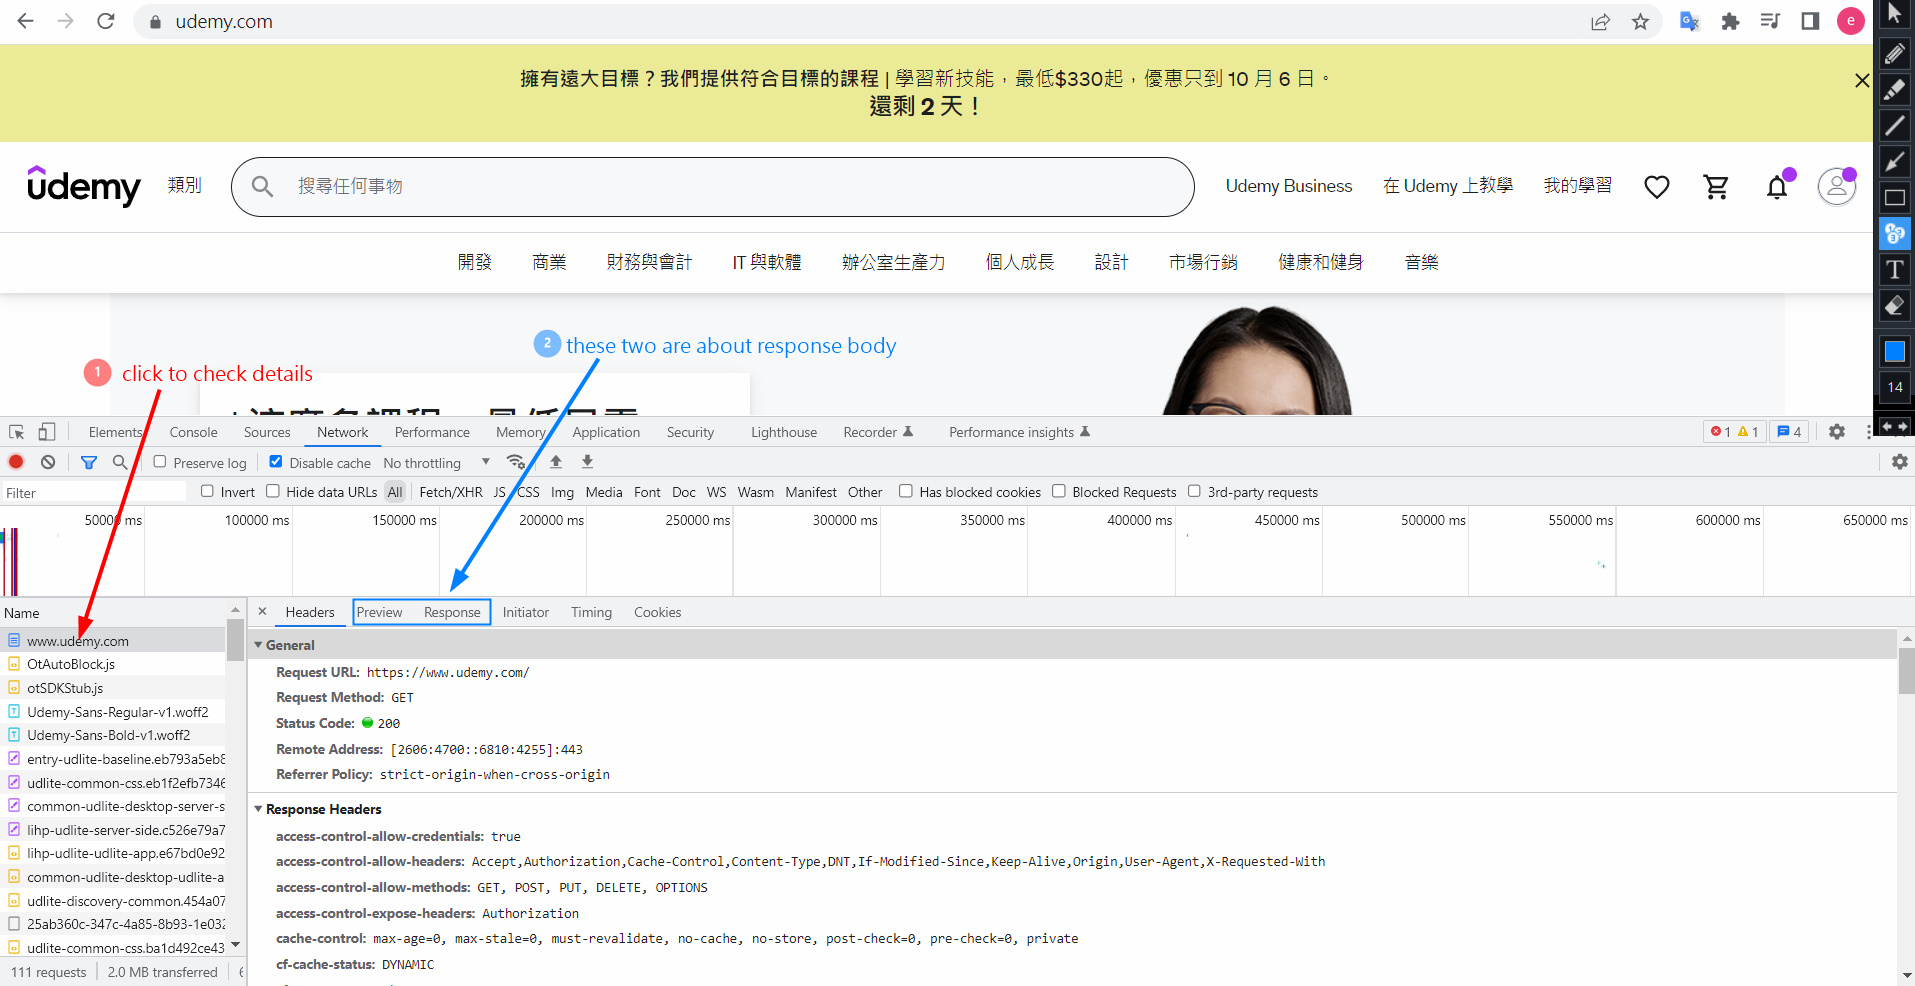 udemy.com
e
擁有遠大目標？我們提供符合目標的課程 | 學習新技能，最低$330起，優惠只到 10 月 6 日。
還剩 2 天！
udemy
類別
搜尋任何事物
Udemy Business
在 Udemy 上教學
我的學習
開發 商業 財務與會計 IT 與軟體 辦公室生產力 個人成長 設計 市場行銷 健康和健身 音樂
2 these two are about response body
1 click to check details
14
Elements Console Sources Network Performance Memory Application Security Lighthouse Recorder Performance insights 1 1 4
Preserve log Disable cache No throttling
Filter Invert Hide data URLs All Fetch/XHR JS CSS Img Media Font Doc WS Wasm Manifest Other Has blocked cookies Blocked Requests 3rd-party requests
50000 ms 100000 ms 150000 ms 200000 ms 250000 ms 300000 ms 350000 ms 400000 ms 450000 ms 500000 ms 550000 ms 600000 ms 650000 ms
Name
www.udemy.com
OtAutoBlock.js
otSDKStub.js
Udemy-Sans-Regular-v1.woff2
Udemy-Sans-Bold-v1.woff2
entry-udlite-baseline.eb793a5eb8
udlite-common-css.eb1f2efb7346
common-udlite-desktop-server-s
lihp-udlite-server-side.c526e79a7
lihp-udlite-udlite-app.e67bd0e92
common-udlite-desktop-udlite-a
udlite-discovery-common.454a07
25ab360c-347c-4a85-8b93-1e032
udlite-common-css.ba1d492ce43
111 requests 2.0 MB transferred
Headers Preview Response Initiator Timing Cookies
General
Request URL: https://www.udemy.com/
Request Method: GET
Status Code: 200
Remote Address: [2606:4700::6810:4255]:443
Referrer Policy: strict-origin-when-cross-origin
Response Headers
access-control-allow-credentials: true
access-control-allow-headers: Accept,Authorization,Cache-Control,Content-Type,DNT,If-Modified-Since,Keep-Alive,Origin,User-Agent,X-Requested-With
access-control-allow-methods: GET, POST, PUT, DELETE, OPTIONS
access-control-expose-headers: Authorization
cache-control: max-age=0, max-stale=0, must-revalidate, no-cache, no-store, post-check=0, pre-check=0, private
cf-cache-status: DYNAMIC